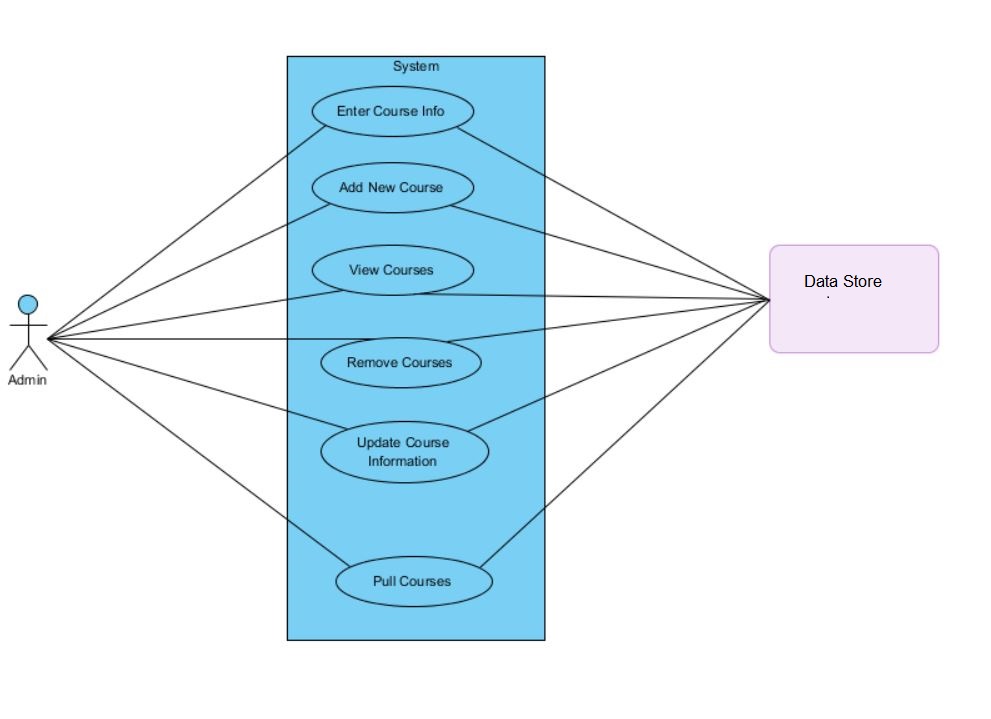 System
Enter Course Info
Add New Course
View Courses
Data Store
.
Remove Courses
Admin
Update Course
Information
Pull Courses